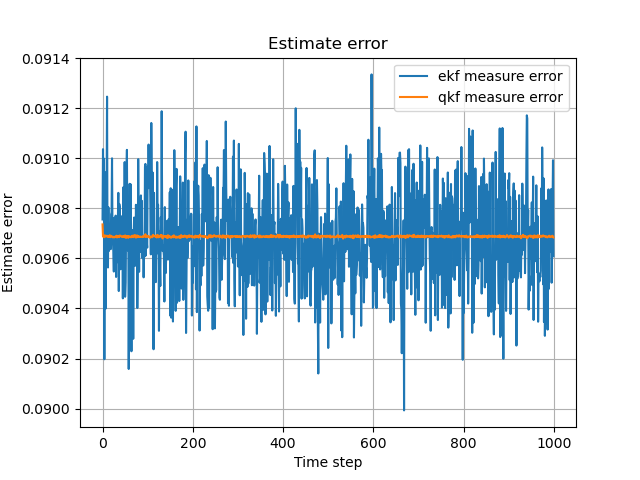 Estimate error
ekf measure error
qkf measure error
Estimate error
0.0914
0.0912
0.0910
0.0908
0.0906
0.0904
0.0902
0.0900
0
200
400
600
800
1000
Time step